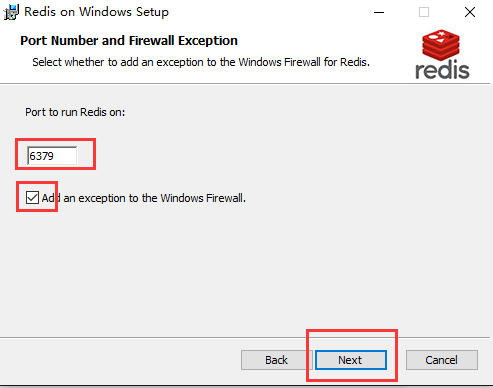 Redis on Windows Setup
Port Number and Firewall Exception
Select whether to add an exception to the Windows Firewall for Redis.
redis
Port to run Redis on:
6379
Add an exception to the Windows Firewall.
Back Next Cancel